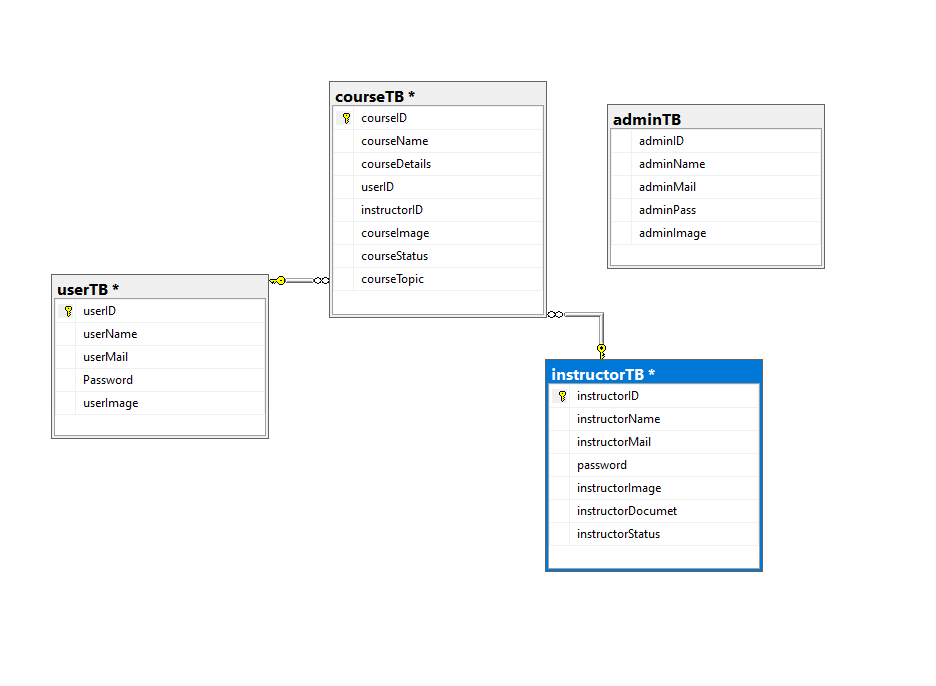 courseTB *
courseID
courseName
courseDetails
userID
instructorID
courseImage
courseStatus
courseTopic
adminTB
adminID
adminName
adminMail
adminPass
adminImage
userTB *
userID
userName
userMail
Password
userImage
instructorTB *
instructorID
instructorName
instructorMail
password
instructorImage
instructorDocumet
instructorStatus